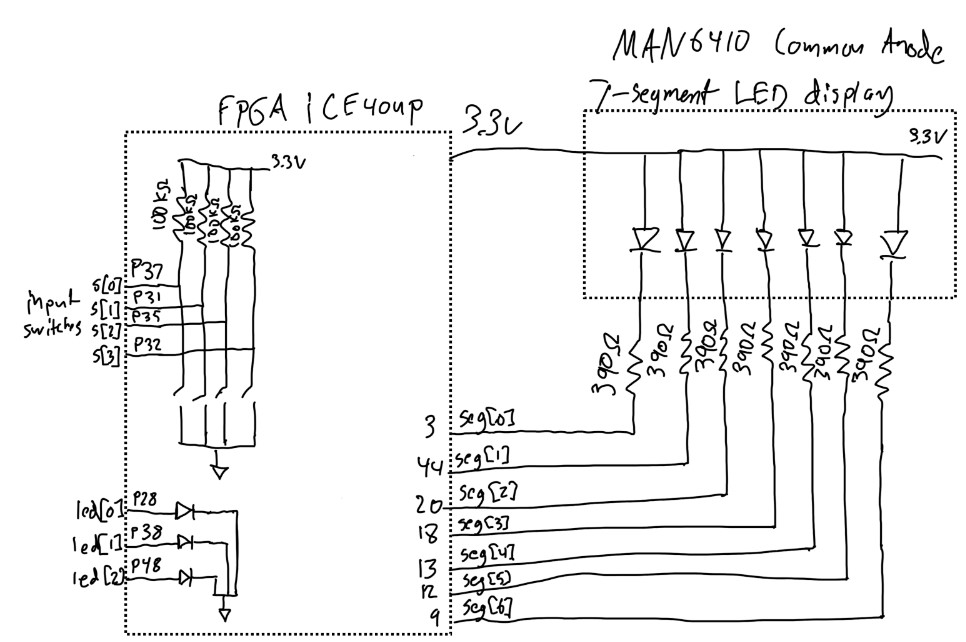 MAN6410 Common Anode
7-segment LED display
FPGA iCE40up
3.3V
3.3V
3.3V
100KΩ
100KΩ
100KΩ
100KΩ
input
switches
s[0] P37
s[1] P31
s[2] P35
s[3] P32
390Ω
390Ω
390Ω
390Ω
390Ω
390Ω
390Ω
3 seg[0]
44 seg[1]
20 seg[2]
18 seg[3]
13 seg[4]
12 seg[5]
9 seg[6]
led[0] P28
led[1] P38
led[2] P48